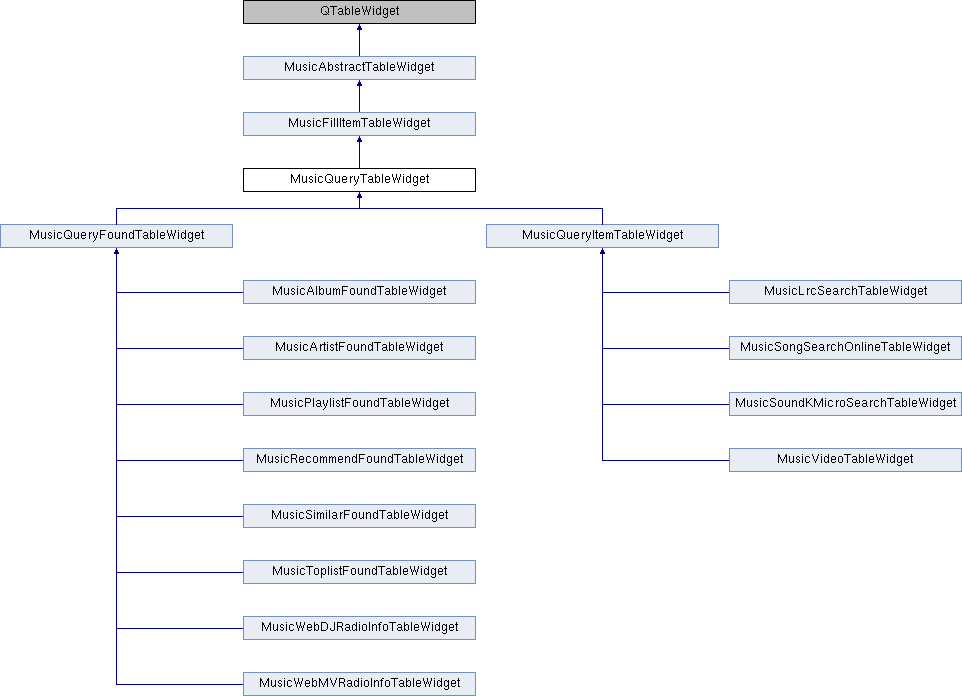 QTableWidget
MusicAbstractTableWidget
MusicFillItemTableWidget
MusicQueryTableWidget
MusicQueryFoundTableWidget
MusicQueryItemTableWidget
MusicAlbumFoundTableWidget
MusicLrcSearchTableWidget
MusicArtistFoundTableWidget
MusicSongSearchOnlineTableWidget
MusicPlaylistFoundTableWidget
MusicSoundKMicroSearchTableWidget
MusicRecommendFoundTableWidget
MusicVideoTableWidget
MusicSimilarFoundTableWidget
MusicToplistFoundTableWidget
MusicWebDJRadioInfoTableWidget
MusicWebMVRadioInfoTableWidget